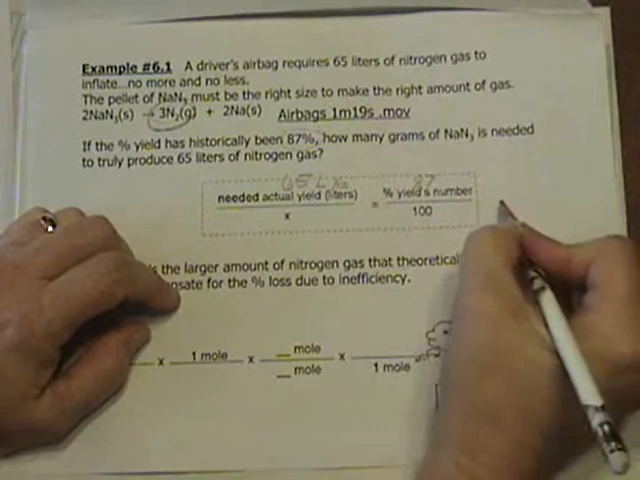 Example #6.1 A driver's airbag requires 65 liters of nitrogen gas to
inflate...no more and no less.
The pellet of NaN₃ must be the right size to make the right amount of gas.
2NaN₃(s) → 3N₂(g) + 2Na(s) Airbags 1m19s .mov
If the % yield has historically been 87%, how many grams of NaN₃ is needed
to truly produce 65 liters of nitrogen gas?
65 L N₂ 87
needed actual yield (liters) = % yield's number
x 100
the larger amount of nitrogen gas that
for the % loss due to inefficiency.
x 1 mole x __ mole x
__ mole 1 mole